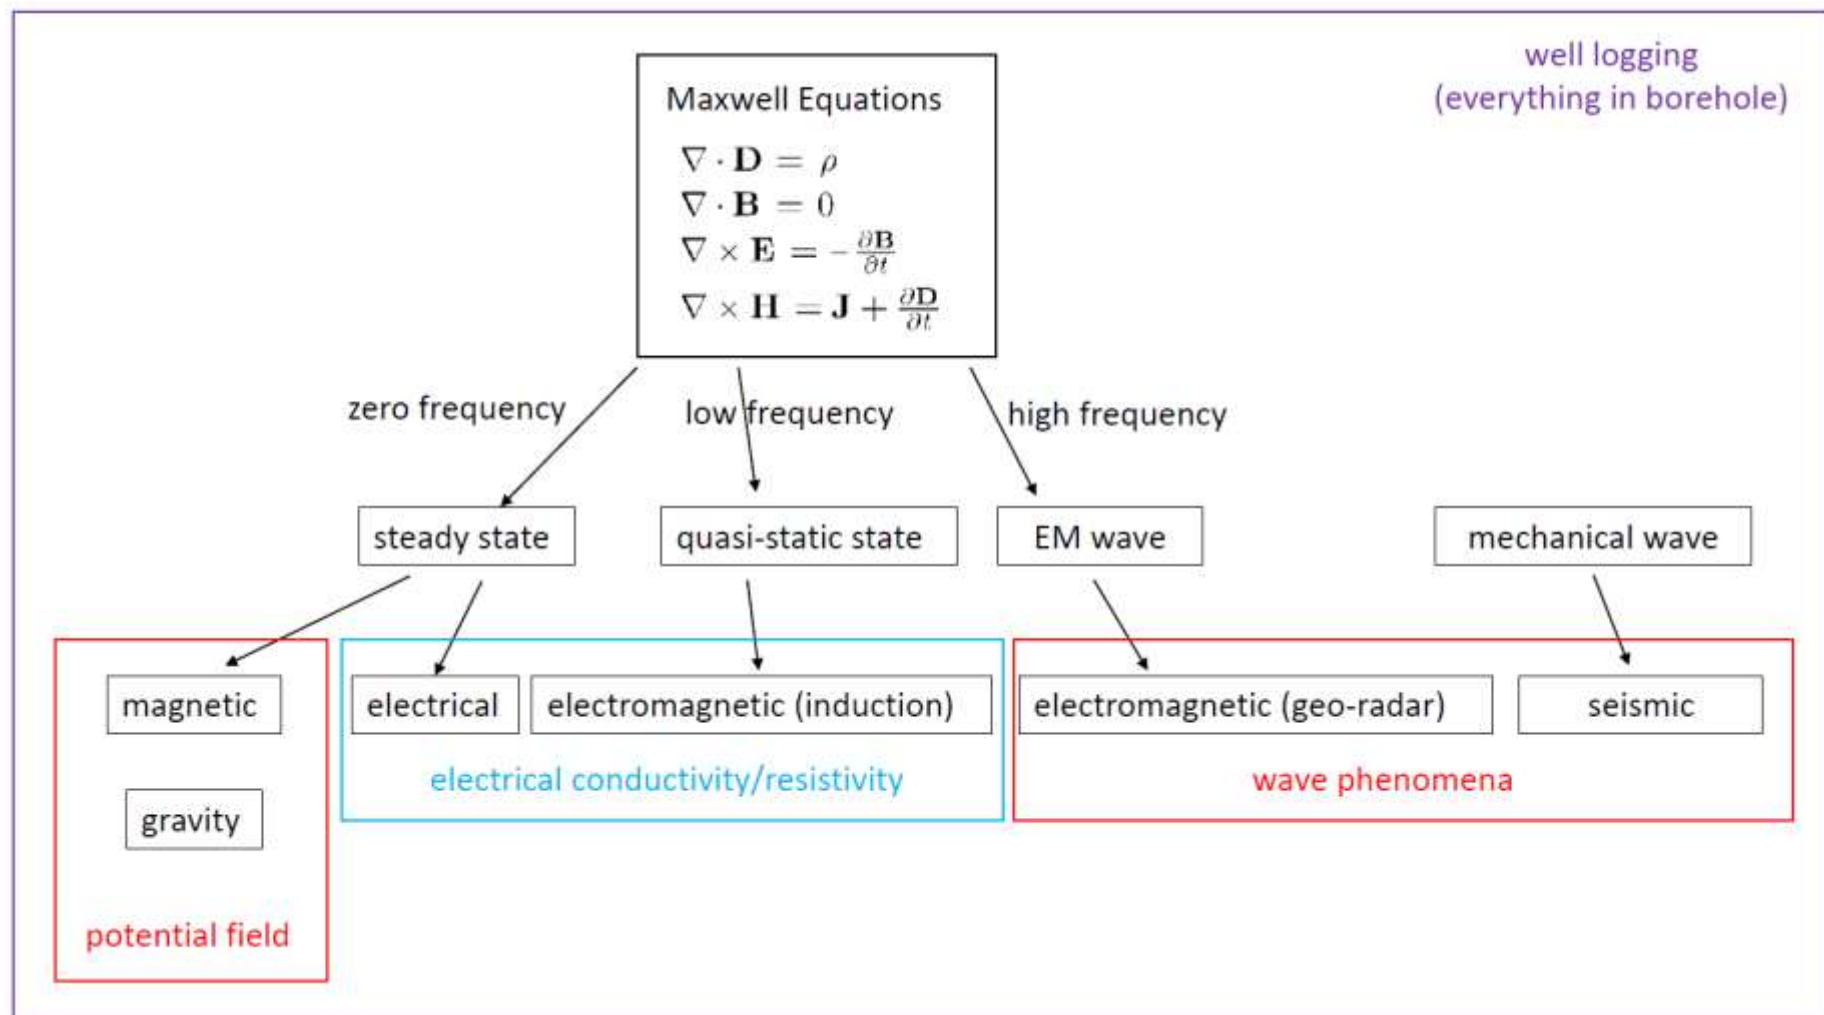 well logging
(everything in borehole)
Maxwell Equations
∇ · D = ρ
∇ · B = 0
∇ × E = −∂B/∂t
∇ × H = J + ∂D/∂t
zero frequency
low frequency
high frequency
steady state
quasi-static state
EM wave
mechanical wave
magnetic
electrical
electromagnetic (induction)
electromagnetic (geo-radar)
seismic
electrical conductivity/resistivity
wave phenomena
gravity
potential field